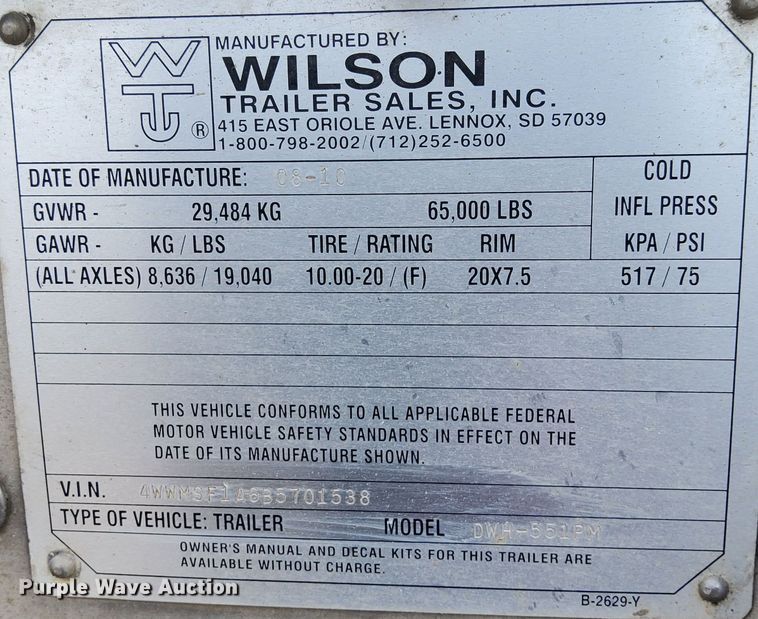 WT
®
MANUFACTURED BY:
WILSON
TRAILER SALES, INC.
415 EAST ORIOLE AVE. LENNOX, SD 57039
1-800-798-2002/(712)252-6500
DATE OF MANUFACTURE: 08-10
COLD
GVWR - 29,484 KG 65,000 LBS INFL PRESS
GAWR - KG / LBS TIRE / RATING RIM KPA / PSI
(ALL AXLES) 8,636 / 19,040 10.00-20 / (F) 20X7.5 517 / 75
THIS VEHICLE CONFORMS TO ALL APPLICABLE FEDERAL
MOTOR VEHICLE SAFETY STANDARDS IN EFFECT ON THE
DATE OF ITS MANUFACTURE SHOWN.
V.I.N. 4WWMSF1A6B5701538
TYPE OF VEHICLE: TRAILER MODEL DWH-551PM
OWNER'S MANUAL AND DECAL KITS FOR THIS TRAILER ARE
AVAILABLE WITHOUT CHARGE.
B-2629-Y
Purple Wave Auction